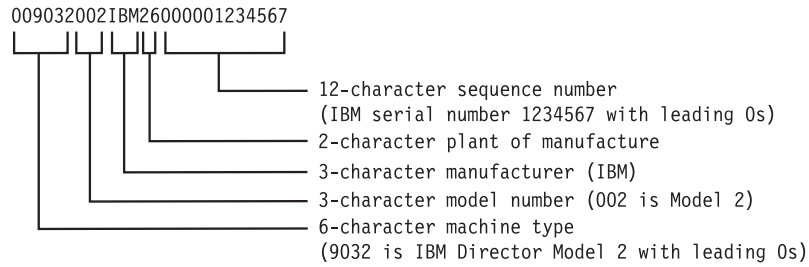 009032002IBM26000001234567
12-character sequence number
(IBM serial number 1234567 with leading 0s)
2-character plant of manufacture
3-character manufacturer (IBM)
3-character model number (002 is Model 2)
6-character machine type
(9032 is IBM Director Model 2 with leading 0s)